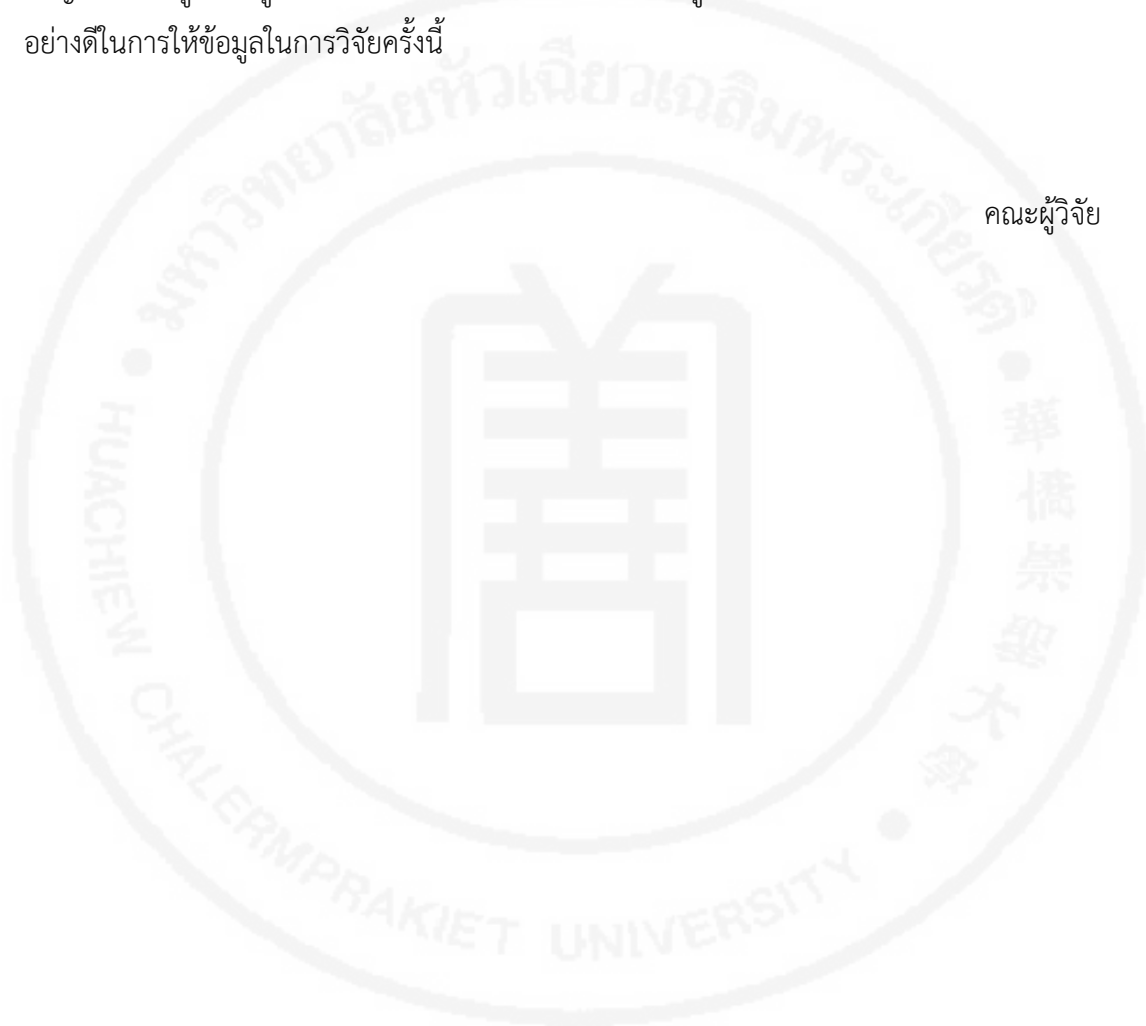 อย่างดีในการให้ข้อมูลในการวิจัยครั้งนี้
คณะผู้วิจัย
มหาวิทยาลัยหัวเฉียวเฉลิมพระเกียรติ
華僑崇聖大學
HUACHIEW CHALERMPRAKIET UNIVERSITY